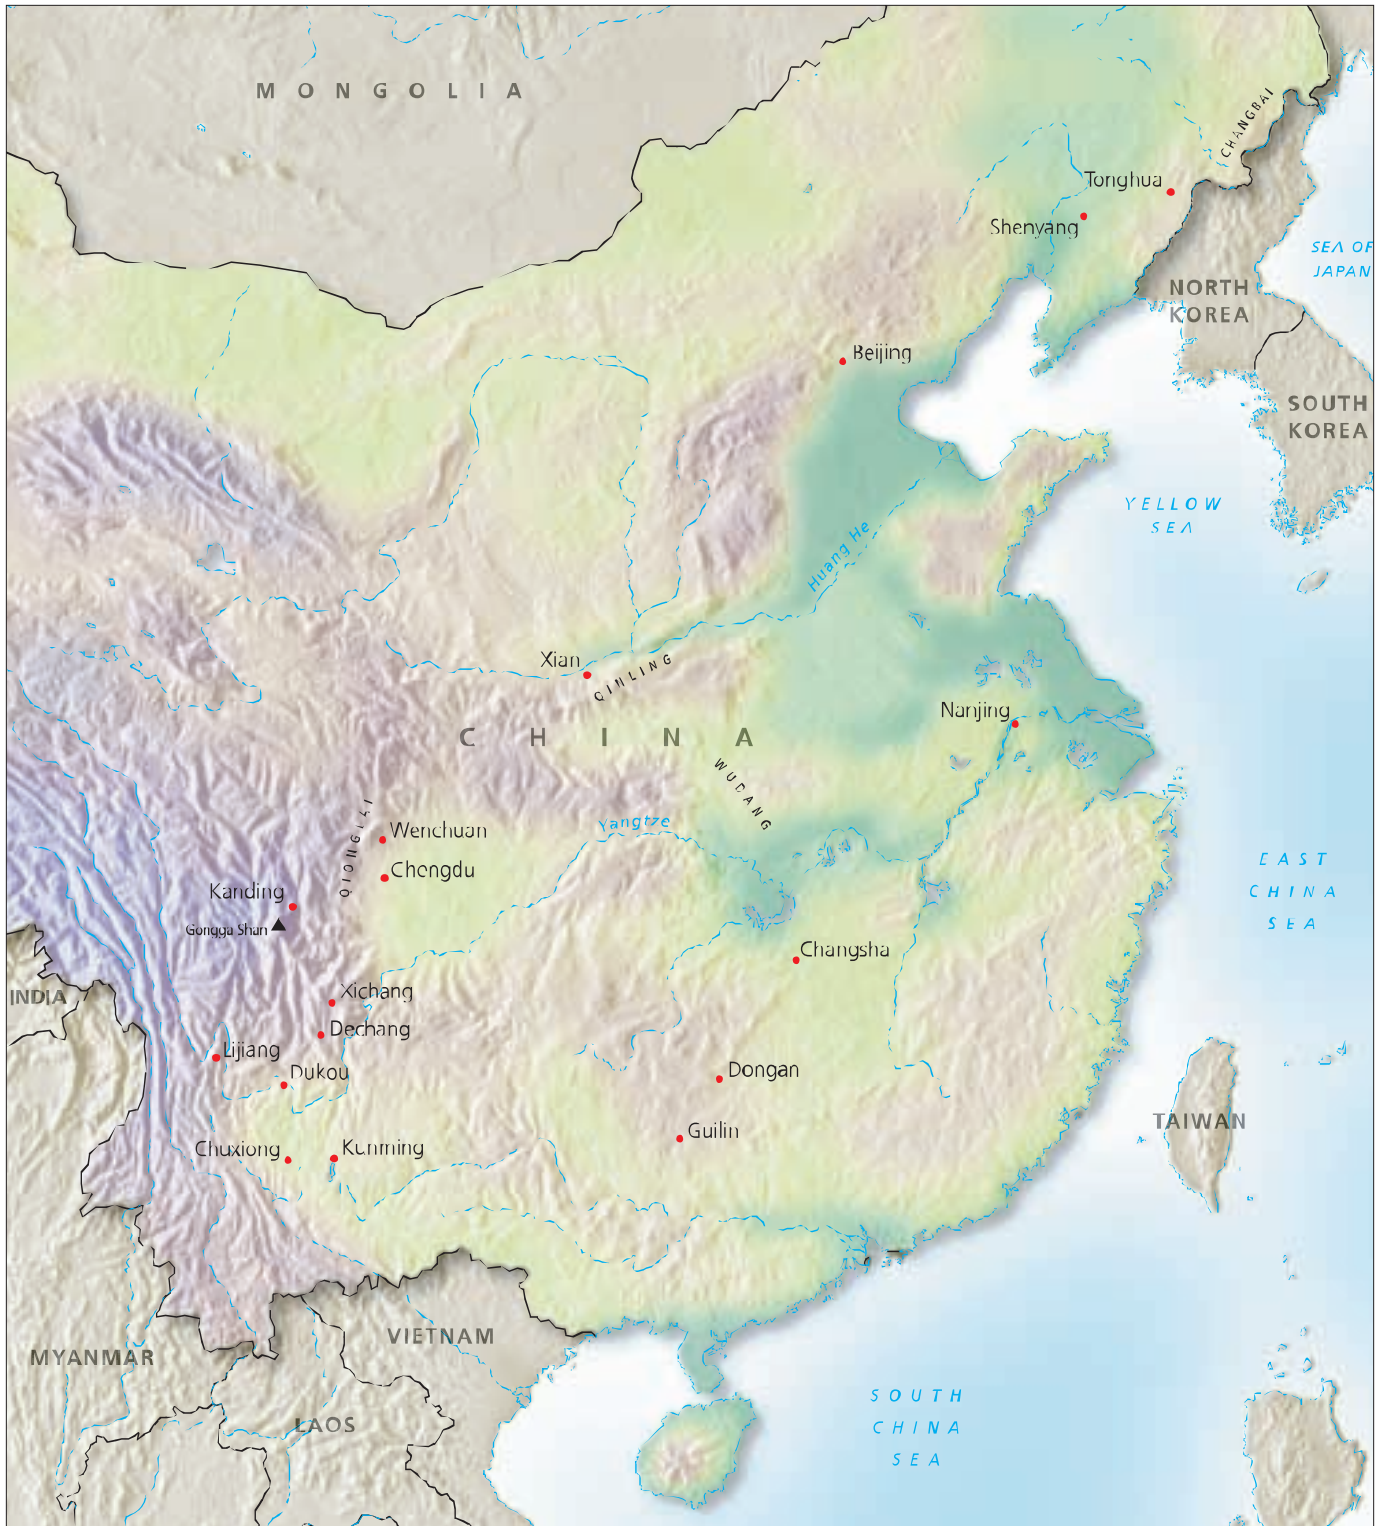 MONGOLIA
CHANGBAI
Tonghua
Shenyang
SEA OF
JAPAN
NORTH
KOREA
Beijing
SOUTH
KOREA
YELLOW
SEA
Huang He
Xian
QINLING
Nanjing
CHINA
WUDANG
QIONGLAI
Yangtze
Wenchuan
Chengdu
EAST
CHINA
SEA
Kanding
Gongga Shan
Changsha
Xichang
INDIA
Dechang
Lijiang
Dukou
Dongan
TAIWAN
Guilin
Chuxiong
Kunming
VIETNAM
MYANMAR
SOUTH
CHINA
SEA
LAOS